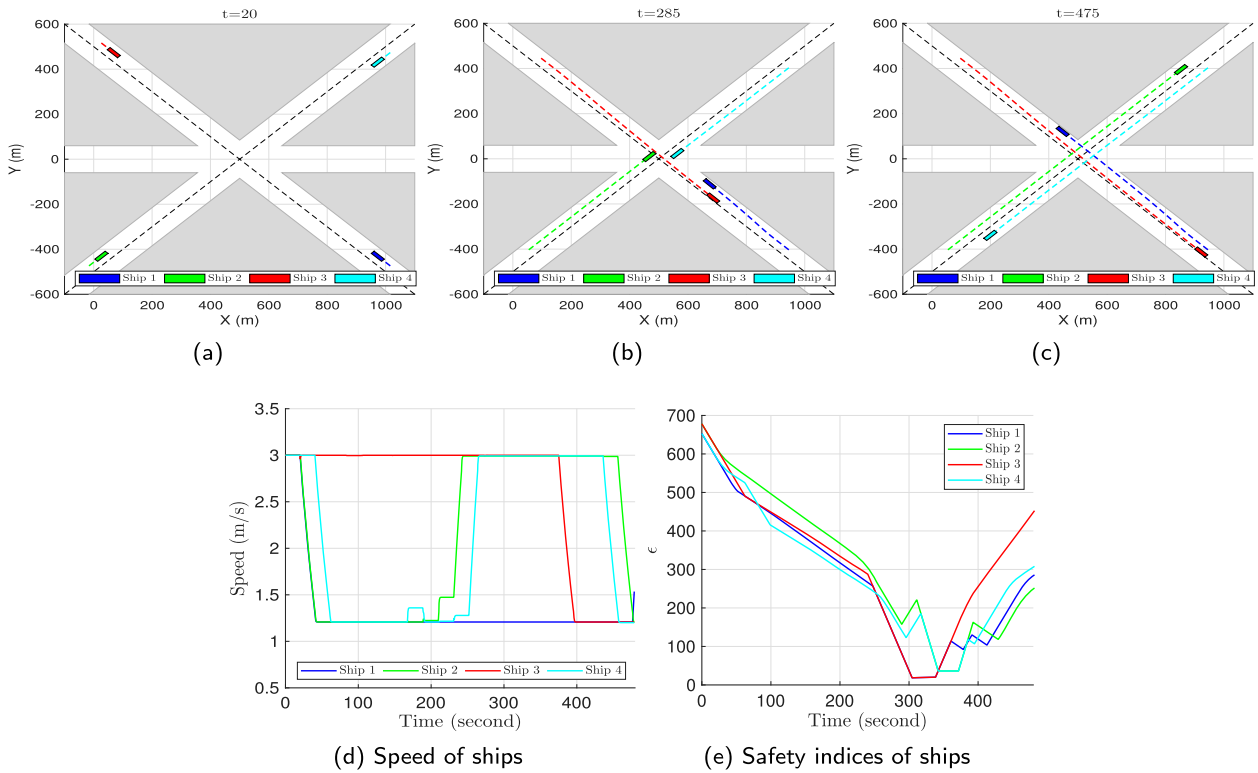 t=20
600
400
200
0
-200
-400
-600
Y (m)
0 200 400 600 800 1000
X (m)
Ship 1 Ship 2 Ship 3 Ship 4
(a)
t=285
600
400
200
0
-200
-400
-600
Y (m)
0 200 400 600 800 1000
X (m)
Ship 1 Ship 2 Ship 3 Ship 4
(b)
t=475
600
400
200
0
-200
-400
-600
Y (m)
0 200 400 600 800 1000
X (m)
Ship 1 Ship 2 Ship 3 Ship 4
(c)
3.5
3
2.5
2
1.5
1
0.5
Speed (m/s)
Ship 1 Ship 2 Ship 3 Ship 4
0 100 200 300 400
Time (second)
(d) Speed of ships
700
600
500
400
300
200
100
0
ϵ
Ship 1
Ship 2
Ship 3
Ship 4
0 100 200 300 400
Time (second)
(e) Safety indices of ships